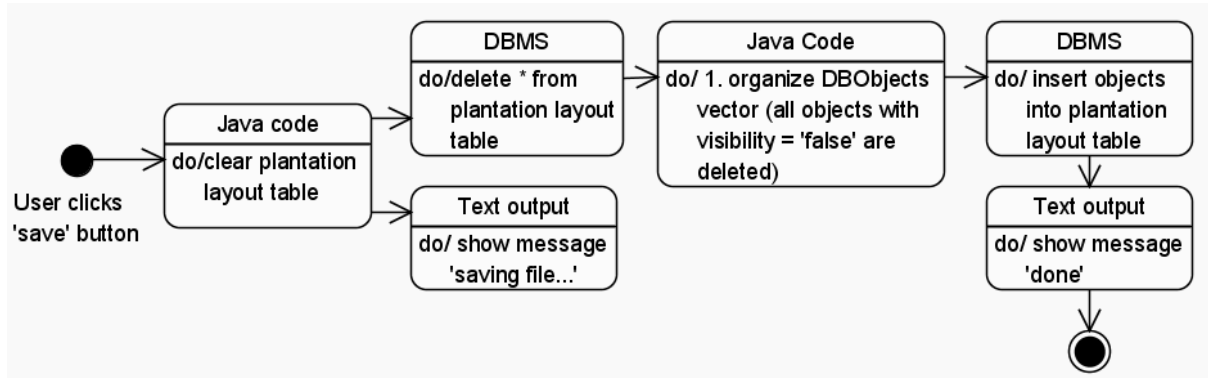 User clicks
'save' button
Java code
do/clear plantation
layout table
DBMS
do/delete * from
plantation layout
table
Text output
do/ show message
'saving file...'
Java Code
do/ 1. organize DBObjects
vector (all objects with
visibility = 'false' are
deleted)
DBMS
do/ insert objects
into plantation
layout table
Text output
do/ show message
'done'